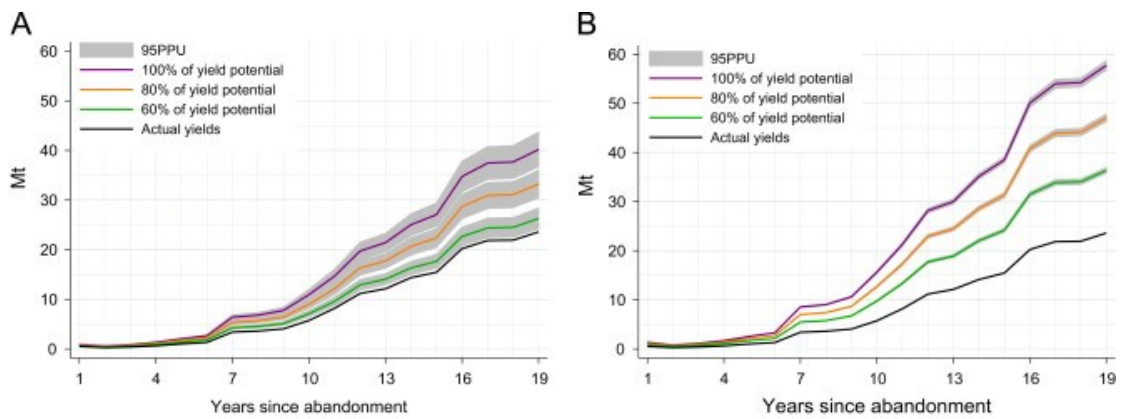 A
60
50
40
30
20
10
0
Mt
95PPU
100% of yield potential
80% of yield potential
60% of yield potential
Actual yields
1 4 7 10 13 16 19
Years since abandonment
B
60
50
40
30
20
10
0
Mt
95PPU
100% of yield potential
80% of yield potential
60% of yield potential
Actual yields
1 4 7 10 13 16 19
Years since abandonment